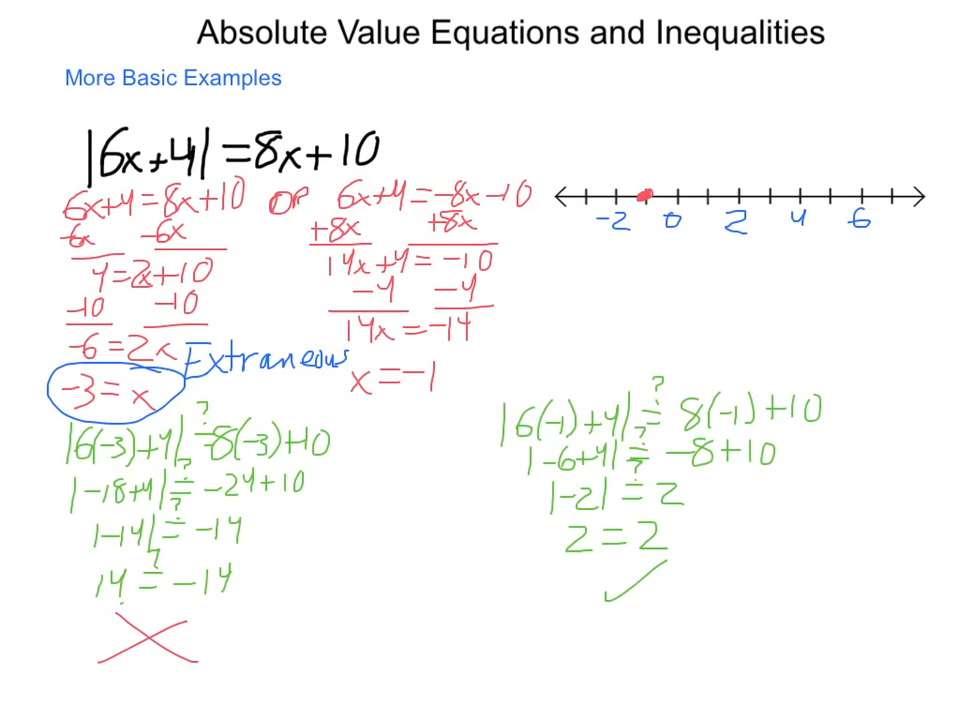 Absolute Value Equations and Inequalities
More Basic Examples
|6x+4| = 8x+10
6x+4 = 8x+10 or 6x+4 = -8x-10
-6x -6x
4 = 2x+10
-10 -10
-6 = 2x
-3 = x
Extraneous
+8x +8x
14x+4 = -10
-4 -4
14x = -14
x = -1
-2 0 2 4 6
|6(-3)+4| ≟ 8(-3)+10
|-18+4| ≟ -24+10
|-14| ≟ -14
14 ≟ -14
|6(-1)+4| ≟ 8(-1)+10
|-6+4| ≟ -8+10
|-2| ≟ 2
2 = 2